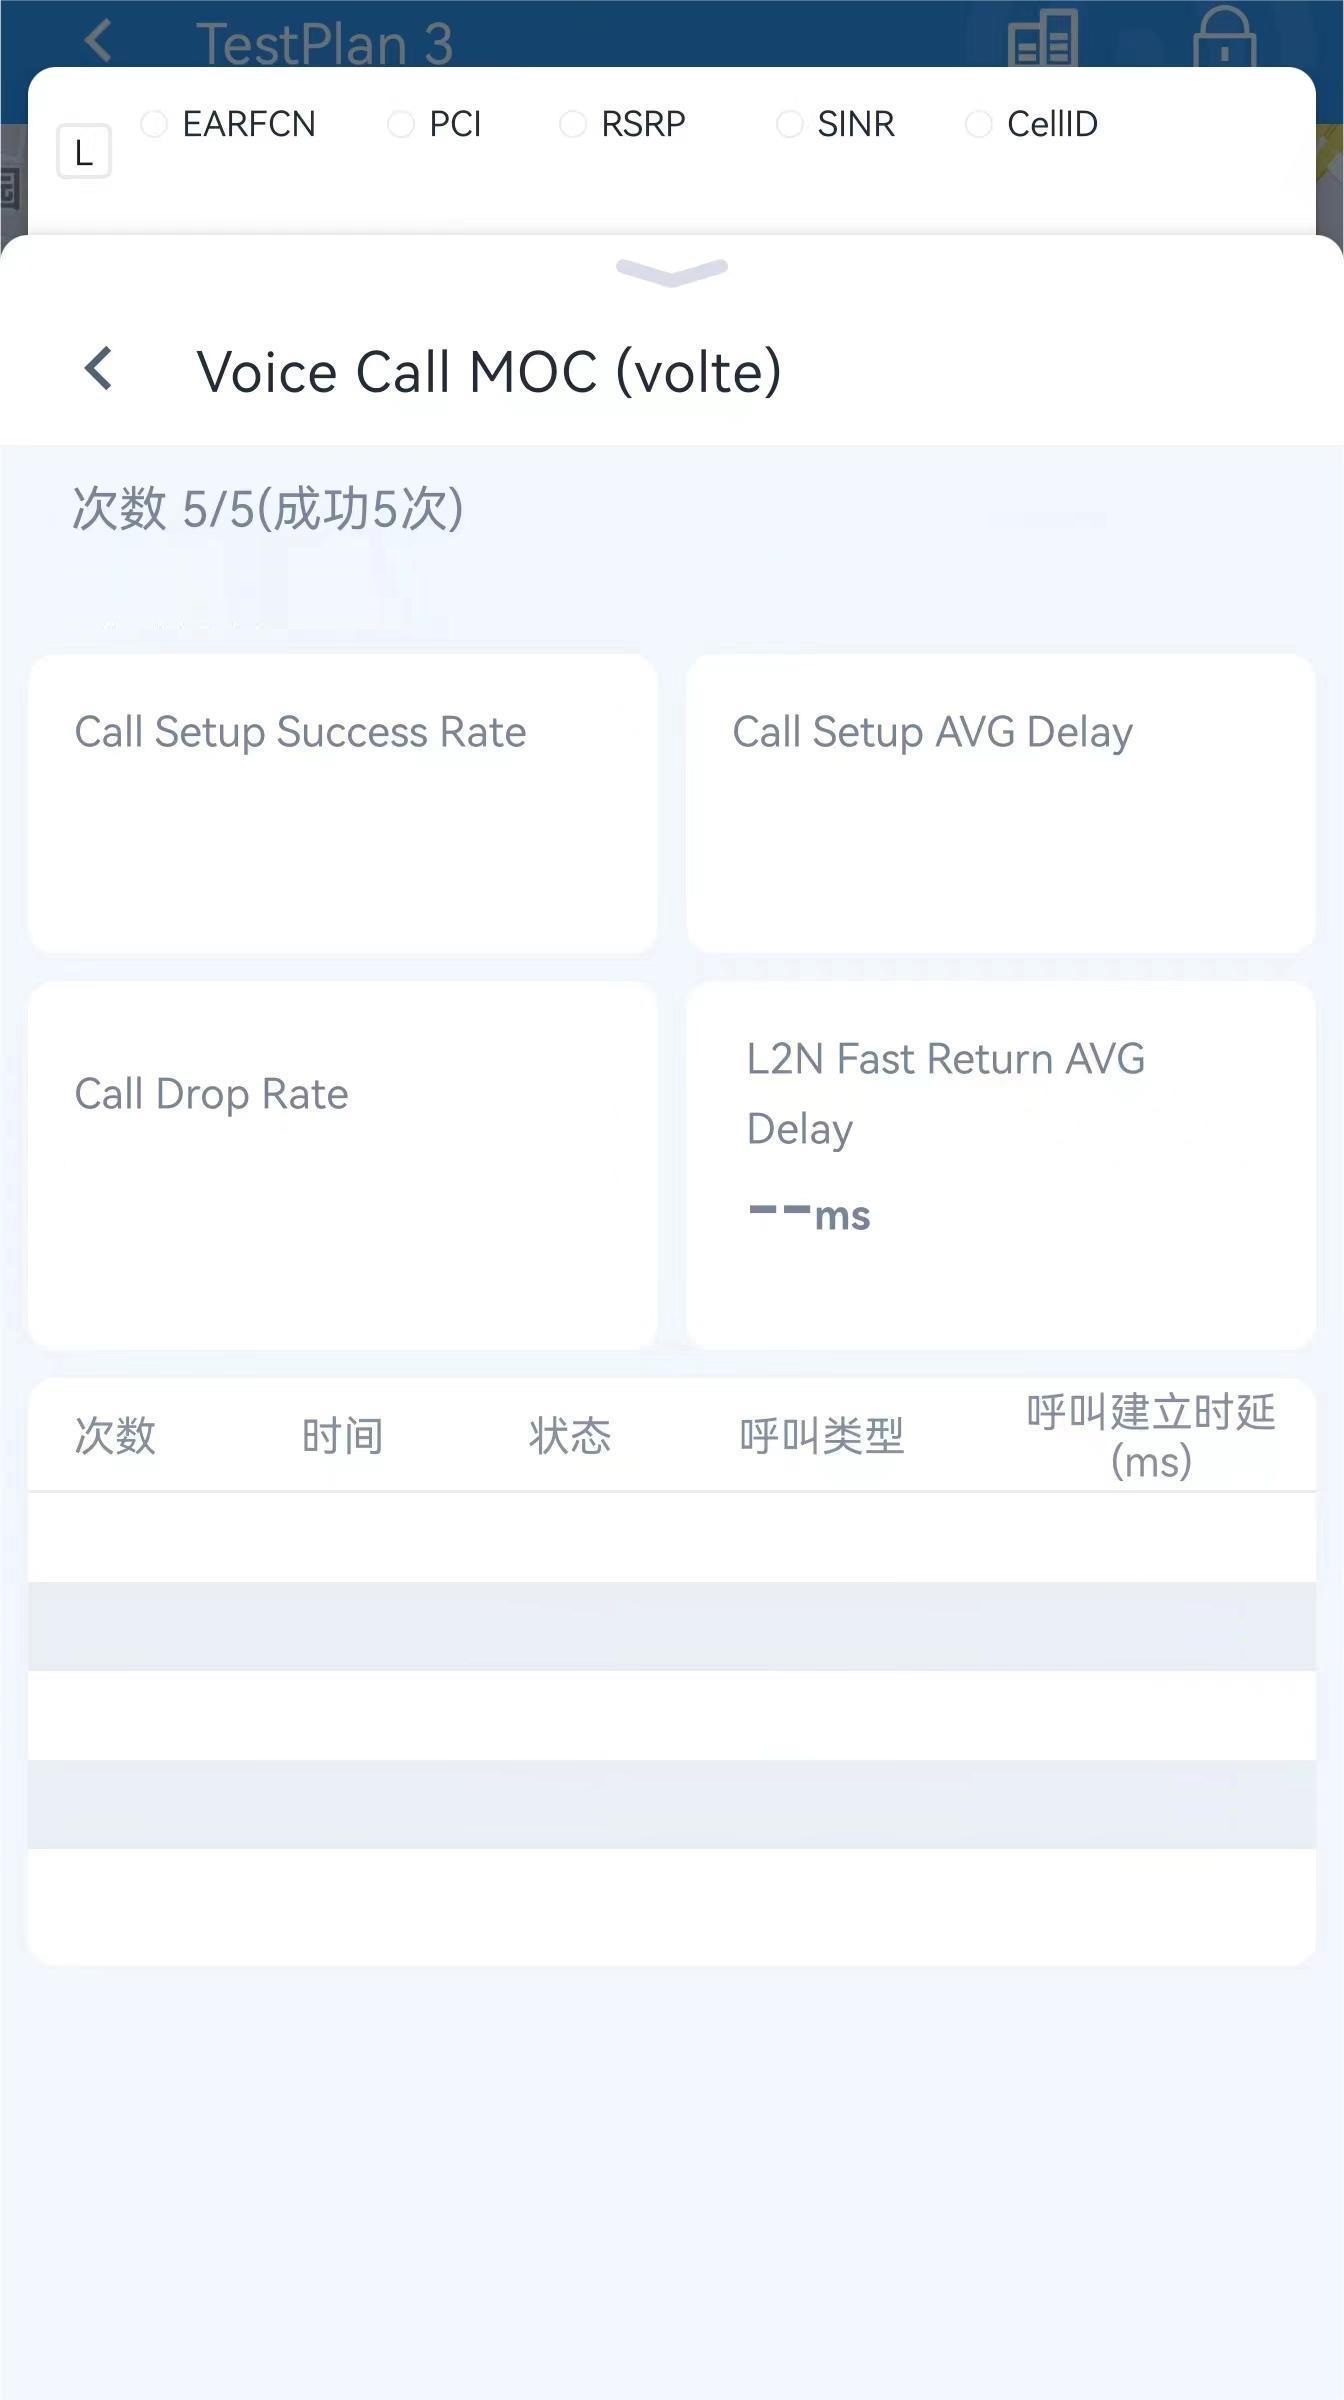 TestPlan 3
L
EARFCN PCI RSRP SINR CellID
Voice Call MOC (volte)
次数 5/5(成功5次)
Call Setup Success Rate
Call Setup AVG Delay
Call Drop Rate
L2N Fast Return AVG
Delay
--ms
次数 时间 状态 呼叫类型 呼叫建立时延
(ms)